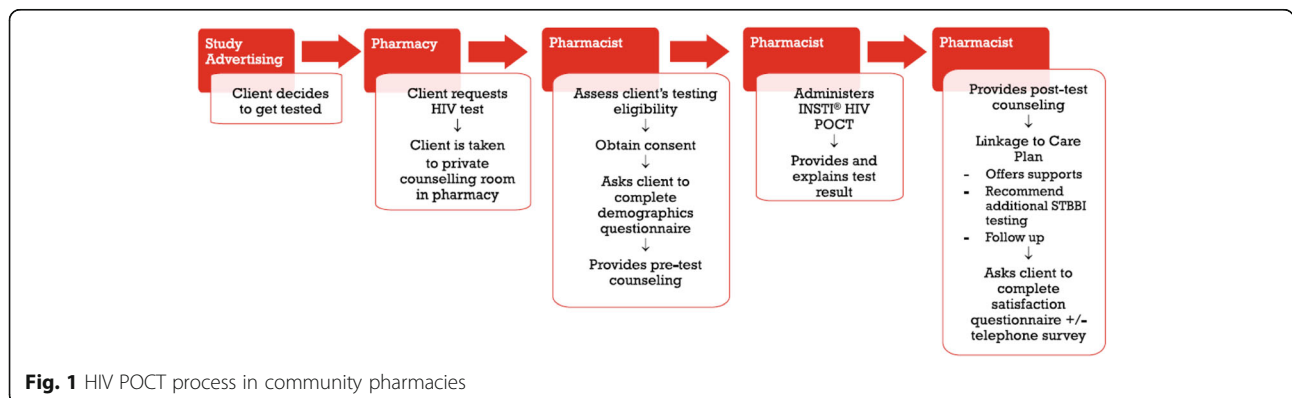 Study
Advertising
Client decides
to get tested
Pharmacy
Client requests
HIV test
↓
Client is taken
to private
counselling room
in pharmacy
Pharmacist
Assess client's testing
eligibility
↓
Obtain consent
↓
Asks client to
complete
demographics
questionnaire
↓
Provides pre-test
counseling
Pharmacist
Administers
INSTI® HIV
POCT
↓
Provides and
explains test
result
Pharmacist
Provides post-test
counseling
↓
Linkage to Care
Plan
- Offers supports
- Recommend
additional STBBI
testing
- Follow up
↓
Asks client to
complete
satisfaction
questionnaire +/-
telephone survey
Fig. 1 HIV POCT process in community pharmacies